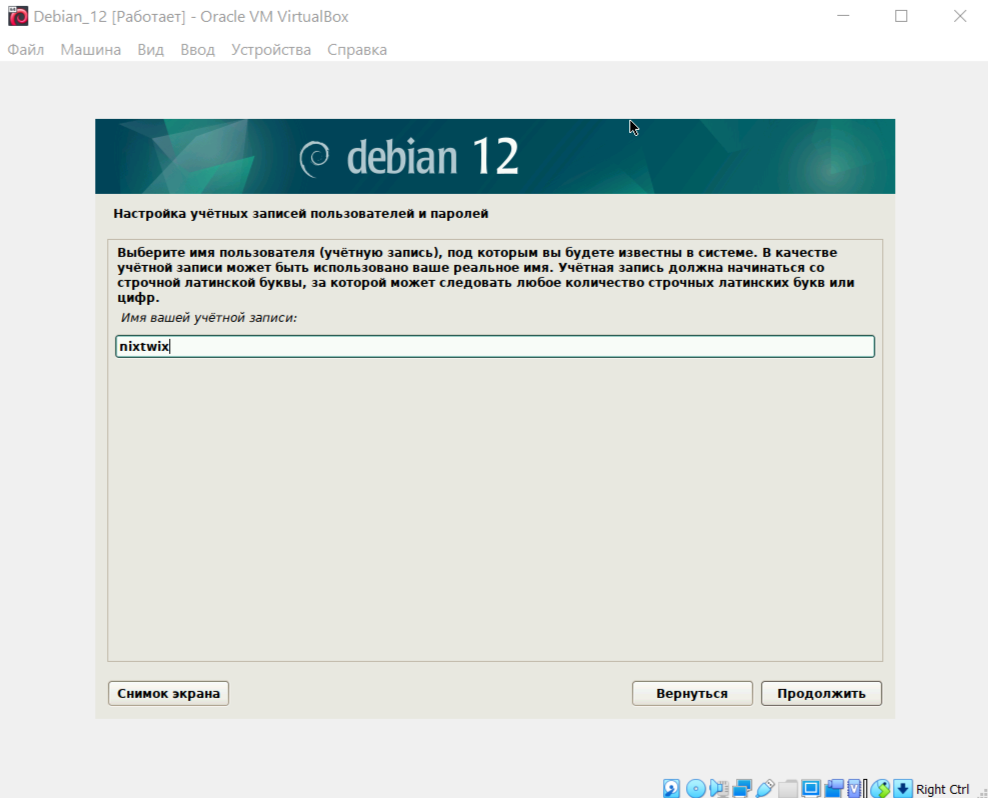 Debian_12 [Работает] - Oracle VM VirtualBox
Файл Машина Вид Ввод Устройства Справка
debian 12
Настройка учётных записей пользователей и паролей
Выберите имя пользователя (учётную запись), под которым вы будете известны в системе. В качестве
учётной записи может быть использовано ваше реальное имя. Учётная запись должна начинаться со
строчной латинской буквы, за которой может следовать любое количество строчных латинских букв или
цифр.
Имя вашей учётной записи:
nixtwix
Снимок экрана Вернуться Продолжить
Right Ctrl